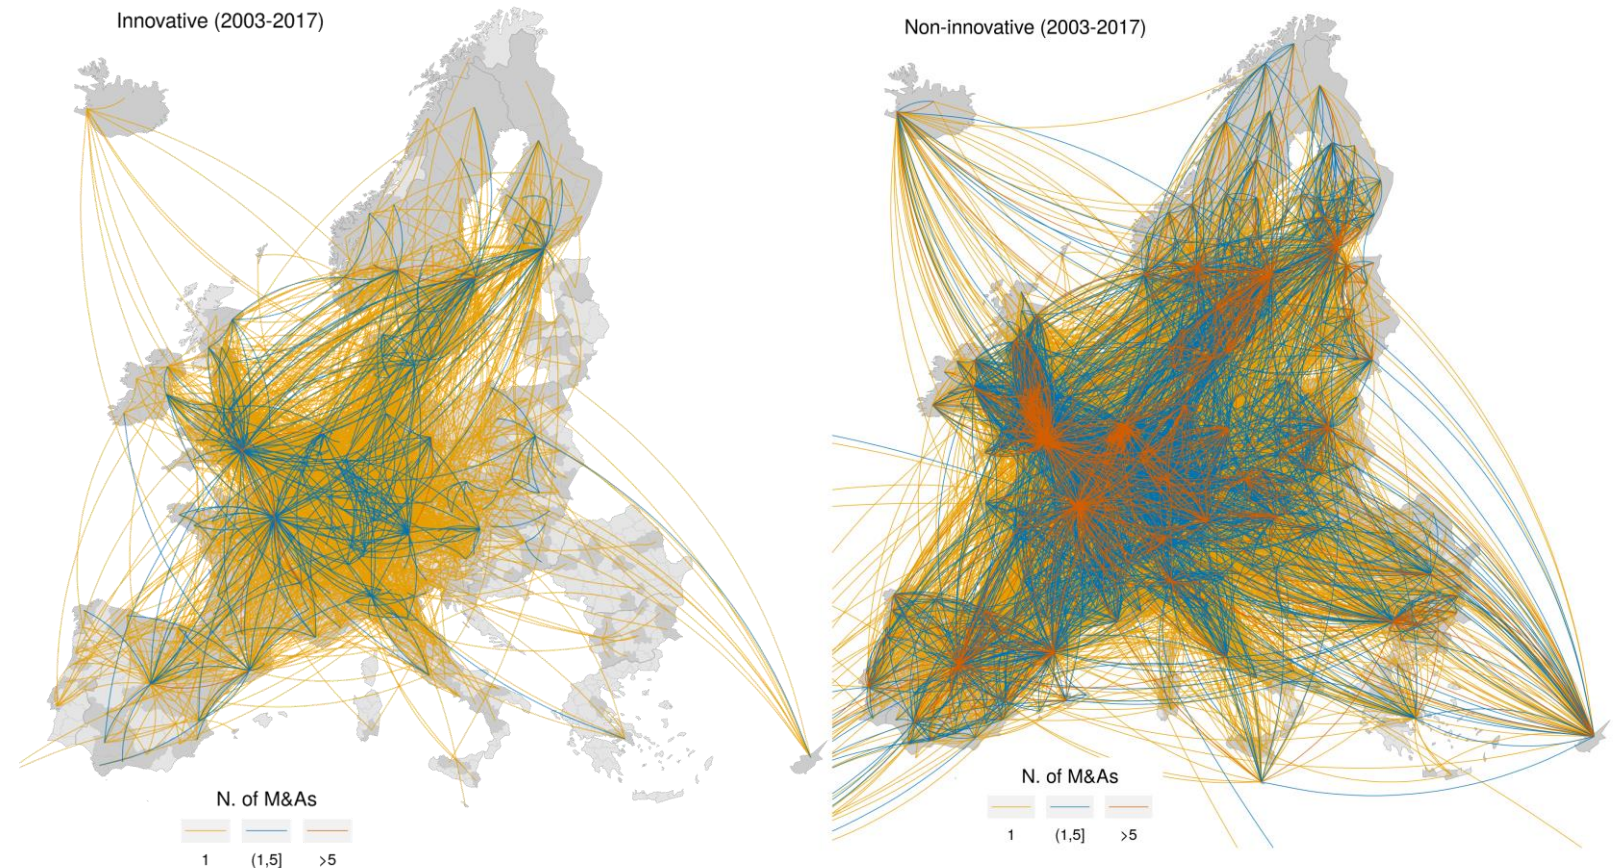 Innovative (2003-2017)
N. of M&As
1 (1,5] >5
Non-innovative (2003-2017)
N. of M&As
1 (1,5] >5